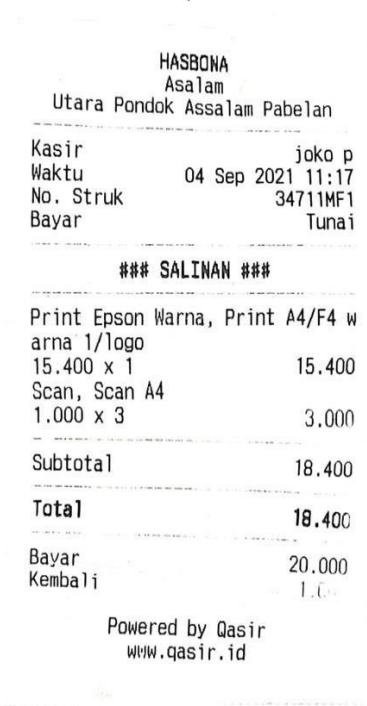 HASBONA
Asalam
Utara Pondok Assalam Pabelan
Kasir joko p
Waktu 04 Sep 2021 11:17
No. Struk 34711MF1
Bayar Tunai
### SALINAN ###
Print Epson Warna, Print A4/F4 w
arna 1/logo
15.400 x 1 15.400
Scan, Scan A4
1.000 x 3 3.000
Subtotal 18.400
Total 18.400
Bayar 20.000
Kembali
Powered by Qasir
www.qasir.id